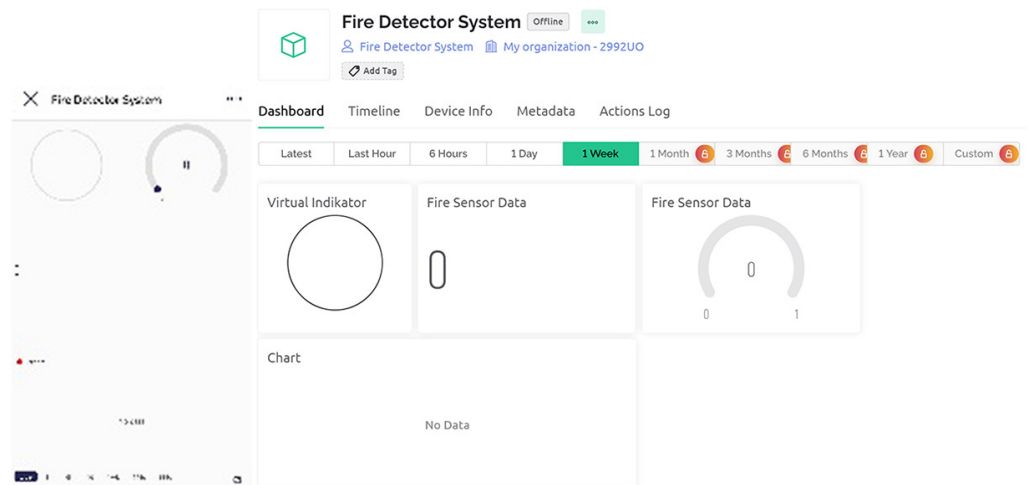 Fire Detector System
Fire Detector System Offline
Fire Detector System My organization - 2992UO
Add Tag
Dashboard Timeline Device Info Metadata Actions Log
Latest Last Hour 6 Hours 1 Day 1 Week 1 Month 3 Months 6 Months 1 Year Custom
Virtual Indikator
0
Fire Sensor Data
0
Fire Sensor Data
0
0 1
Chart
No Data